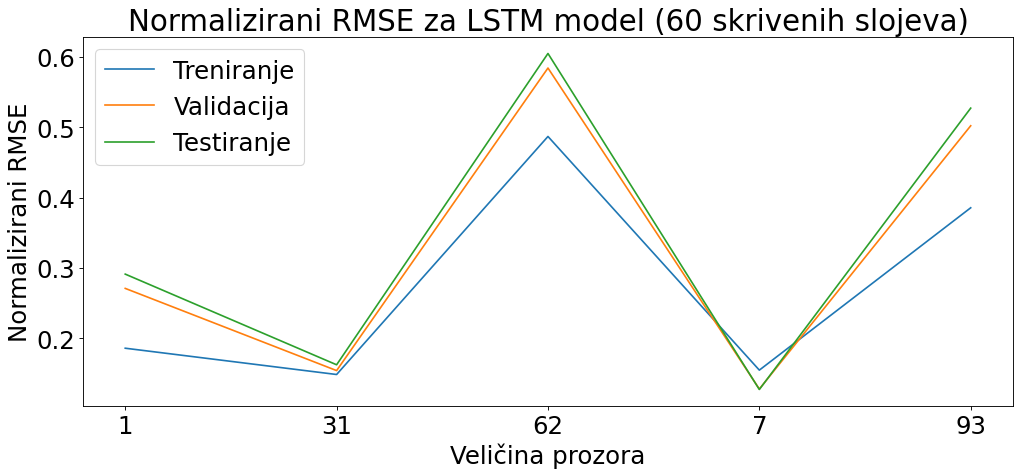 Normalizirani RMSE za LSTM model (60 skrivenih slojeva)
Normalizirani RMSE
0.6
0.5
0.4
0.3
0.2
Treniranje
Validacija
Testiranje
1 31 62 7 93
Veličina prozora